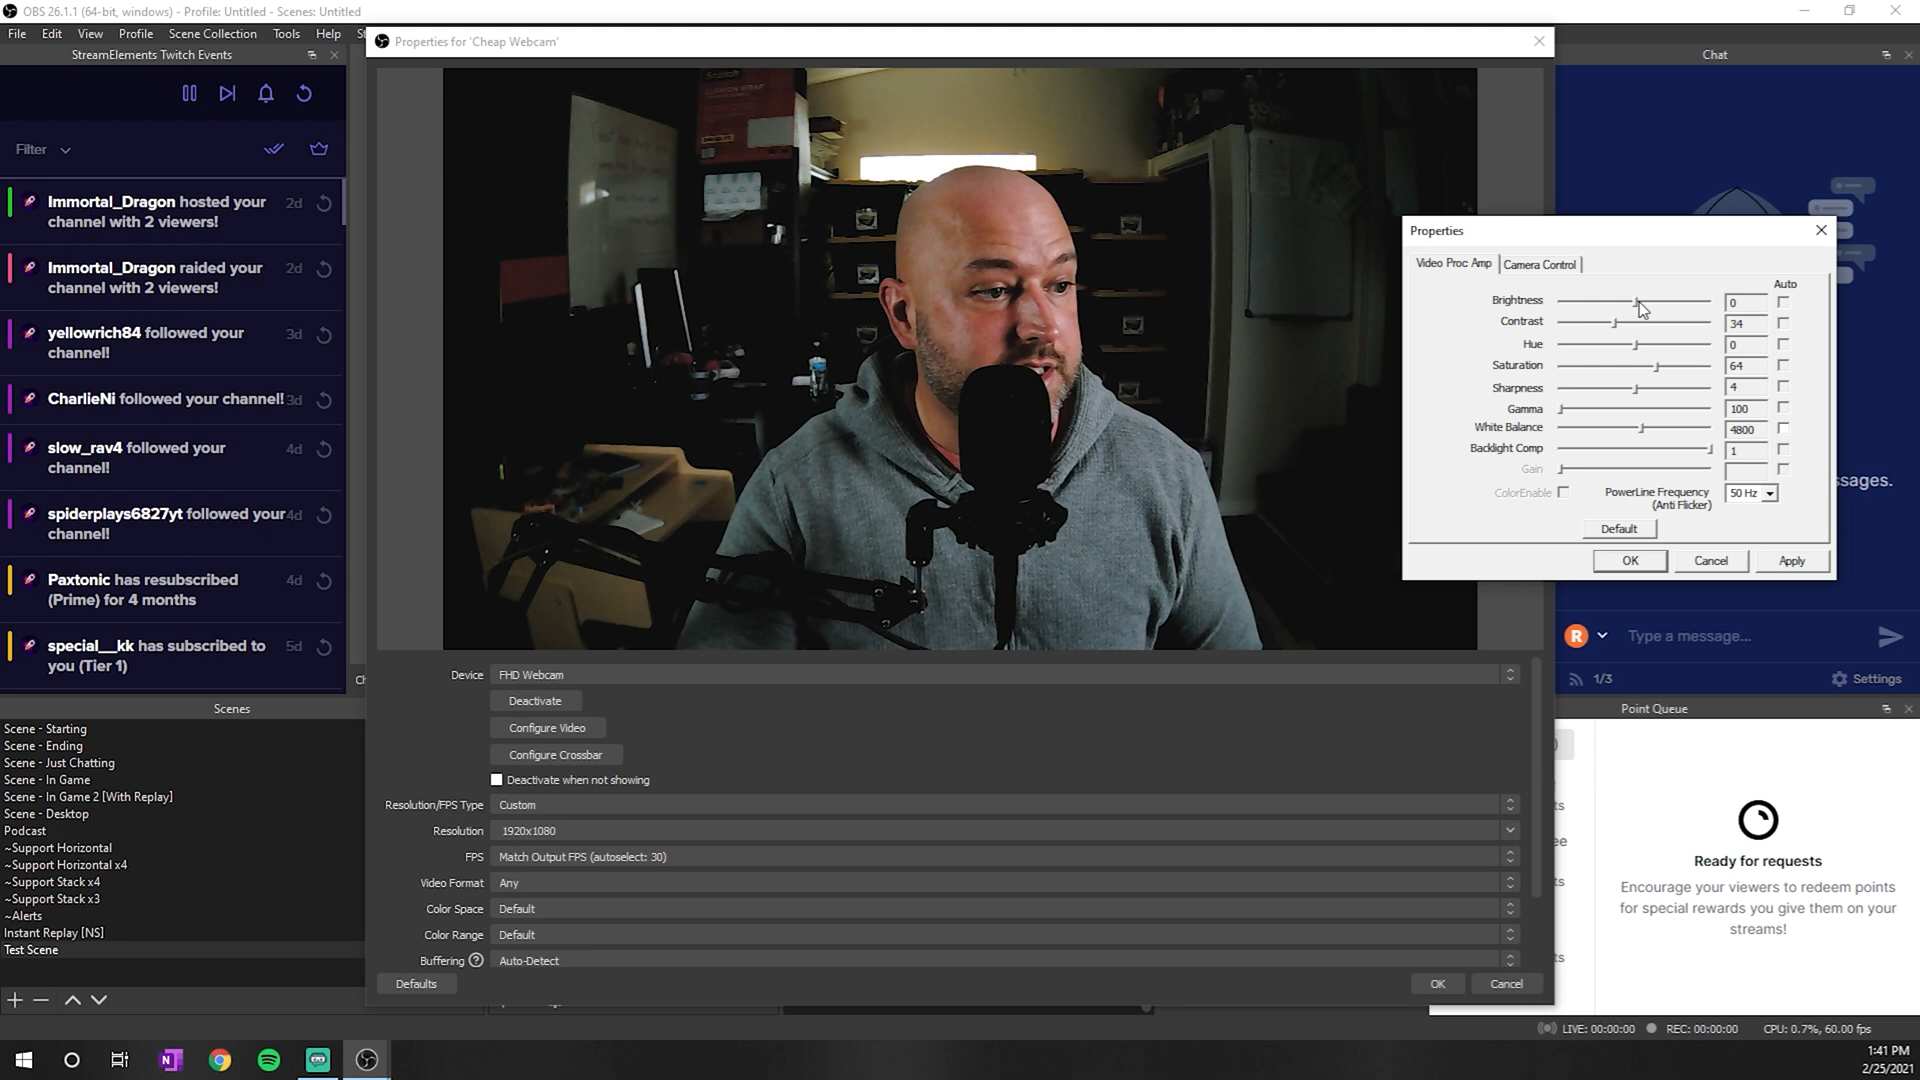 OBS 26.1.1 (64-bit, windows) - Profile: Untitled - Scenes: Untitled
File Edit View Profile Scene Collection Tools Help
StreamElements Twitch Events
Filter
Immortal_Dragon hosted your 2d
channel with 2 viewers!
Immortal_Dragon raided your 2d
channel with 2 viewers!
yellowrich84 followed your 3d
channel!
CharlieNi followed your channel! 3d
slow_rav4 followed your 4d
channel!
spiderplays6827yt followed your 4d
channel!
Paxtonic has resubscribed 4d
(Prime) for 4 months
special__kk has subscribed to 5d
you (Tier 1)
Scenes
Scene - Starting
Scene - Ending
Scene - Just Chatting
Scene - In Game
Scene - In Game 2 [With Replay]
Scene - Desktop
Podcast
~Support Horizontal
~Support Horizontal x4
~Support Stack x4
~Support Stack x3
~Alerts
Instant Replay [NS]
Test Scene
Properties for 'Cheap Webcam'
Scotch
CUSHION WRAP
Device FHD Webcam
Deactivate
Configure Video
Configure Crossbar
Deactivate when not showing
Resolution/FPS Type Custom
Resolution 1920x1080
FPS Match Output FPS (autoselect: 30)
Video Format Any
Color Space Default
Color Range Default
Buffering ? Auto-Detect
Defaults OK Cancel
Properties
Video Proc Amp Camera Control
Auto
Brightness 0
Contrast 34
Hue 0
Saturation 64
Sharpness 4
Gamma 100
White Balance 4800
Backlight Comp 1
Gain
ColorEnable PowerLine Frequency 50 Hz
(Anti Flicker)
Default
OK Cancel Apply
Chat
ssages.
R Type a message...
1/3 Settings
Point Queue
ts
ee
ts
ts
Ready for requests
Encourage your viewers to redeem points
for special rewards you give them on your
streams!
LIVE: 00:00:00 REC: 00:00:00 CPU: 0.7%, 60.00 fps
N
1:41 PM
2/25/2021